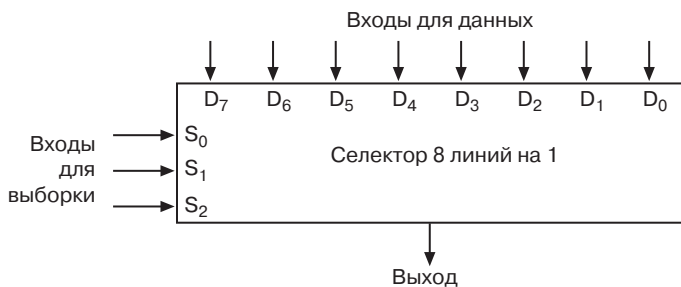 Входы для данных
D7 D6 D5 D4 D3 D2 D1 D0
S0
Селектор 8 линий на 1
Входы
для
выборки
S1
S2
Выход